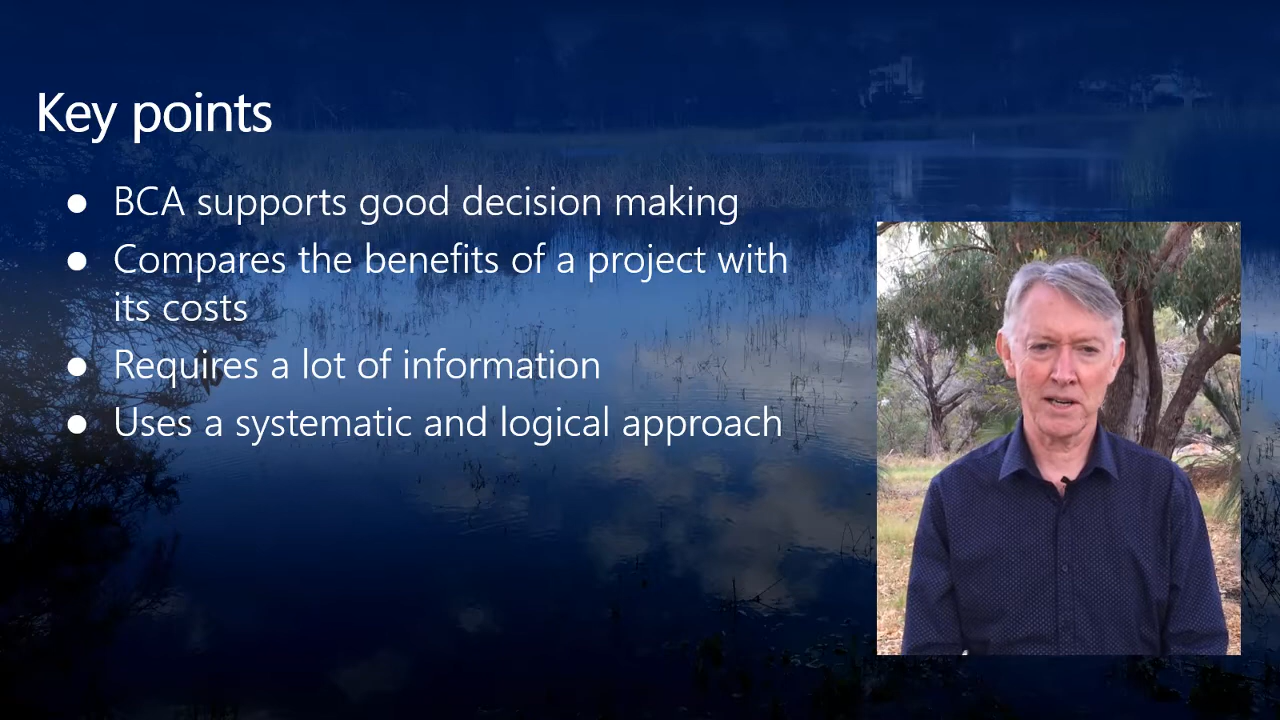 Key points
● BCA supports good decision making
● Compares the benefits of a project with
its costs
● Requires a lot of information
● Uses a systematic and logical approach